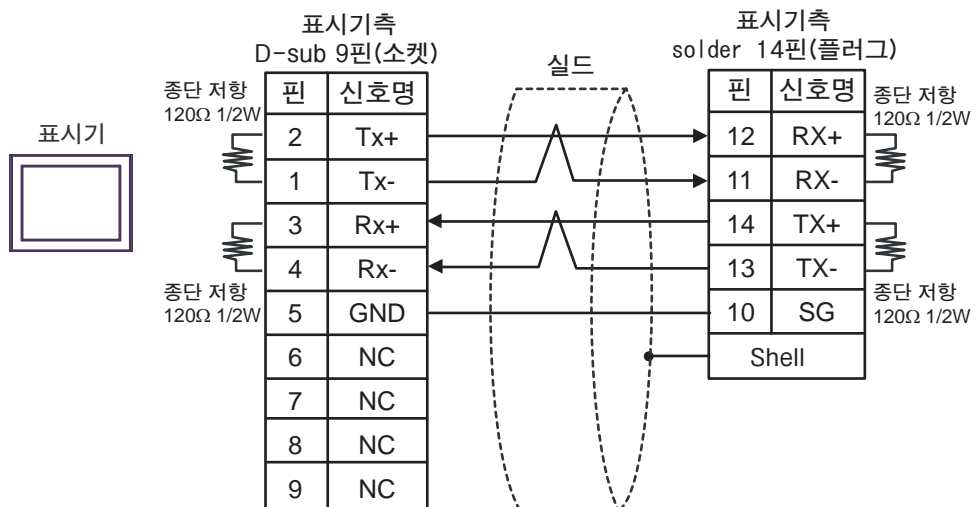 표시기
표시기측
D-sub 9핀(소켓)
종단 저항
120Ω 1/2W
종단 저항
120Ω 1/2W
핀 신호명
2 Tx+
1 Tx-
3 Rx+
4 Rx-
5 GND
6 NC
7 NC
8 NC
9 NC
실드
표시기측
solder 14핀(플러그)
핀 신호명
12 RX+
11 RX-
14 TX+
13 TX-
10 SG
Shell
종단 저항
120Ω 1/2W
종단 저항
120Ω 1/2W